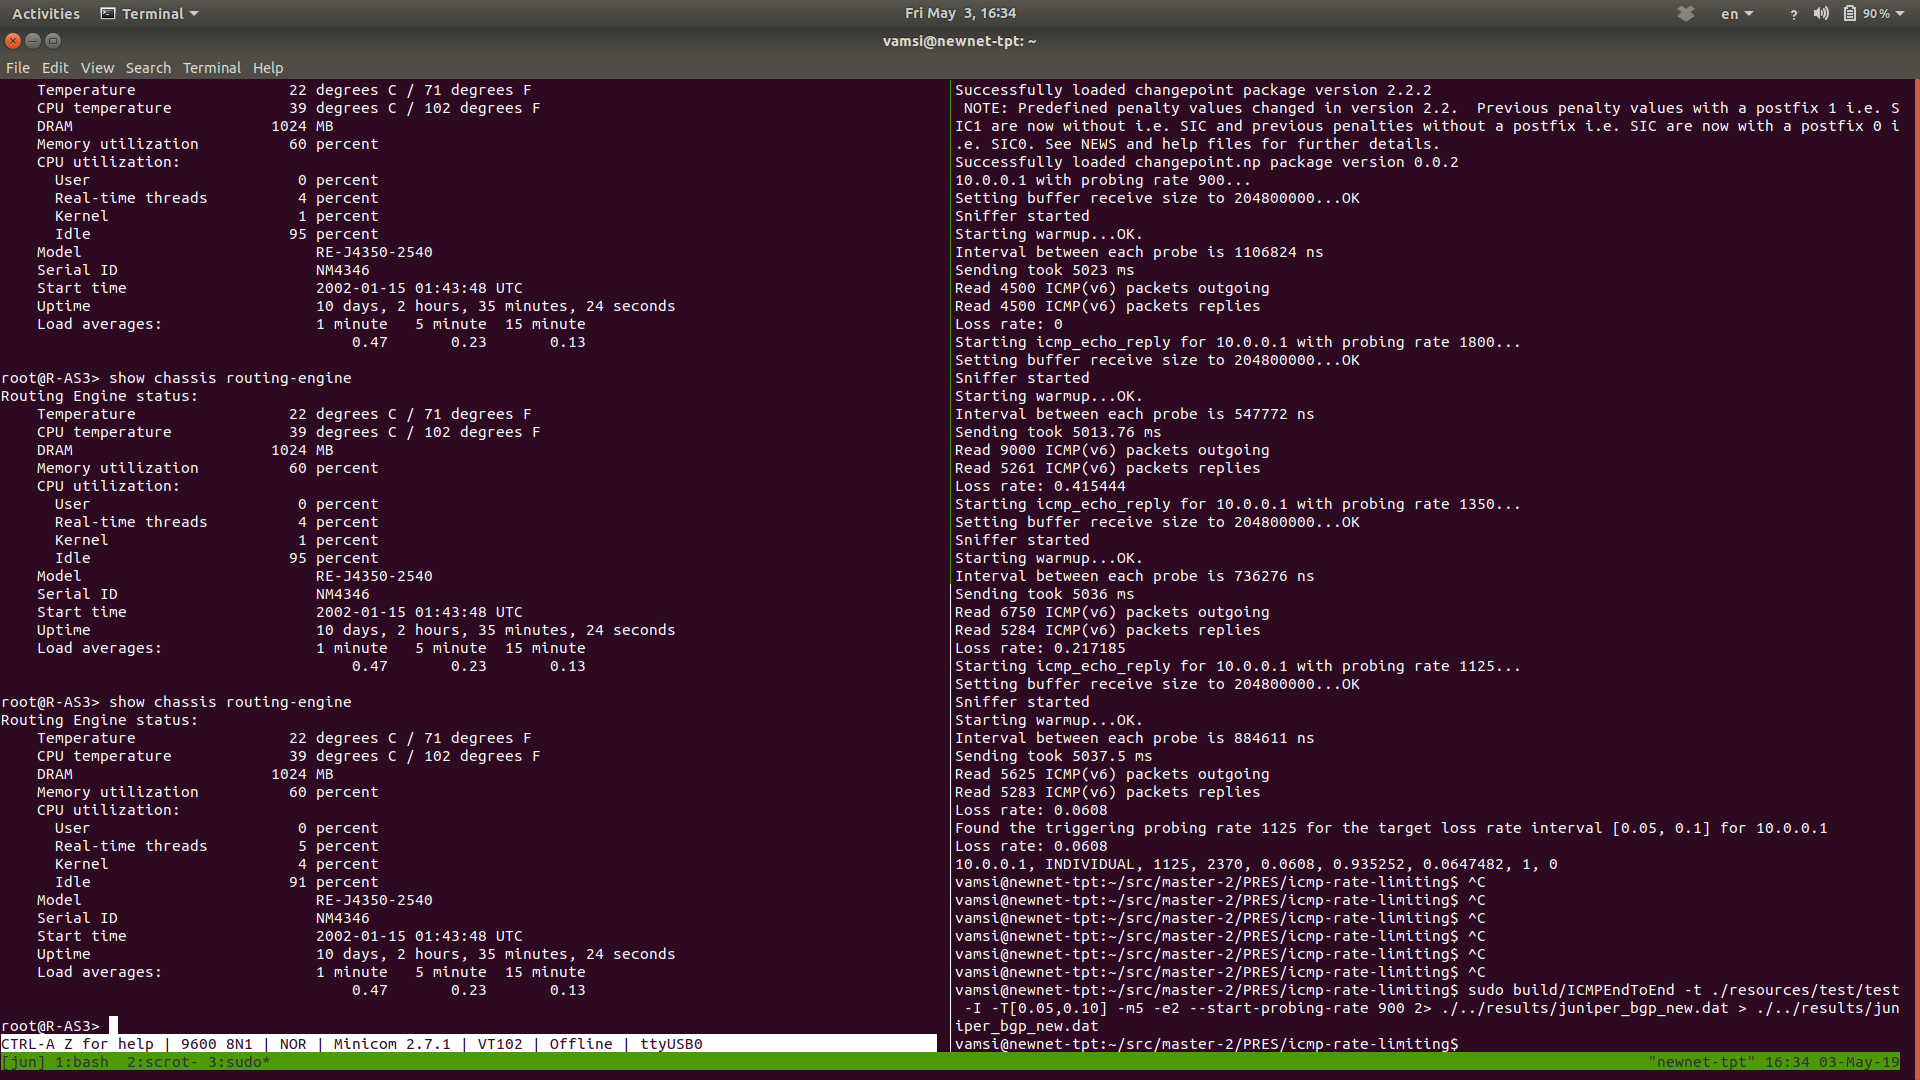 Activities Terminal Fri May 3, 16:34 en ? 90 %
vamsi@newnet-tpt: ~
File Edit View Search Terminal Help
Temperature 22 degrees C / 71 degrees F
CPU temperature 39 degrees C / 102 degrees F
DRAM 1024 MB
Memory utilization 60 percent
CPU utilization:
User 0 percent
Real-time threads 4 percent
Kernel 1 percent
Idle 95 percent
Model RE-J4350-2540
Serial ID NM4346
Start time 2002-01-15 01:43:48 UTC
Uptime 10 days, 2 hours, 35 minutes, 24 seconds
Load averages: 1 minute 5 minute 15 minute
0.47 0.23 0.13
root@R-AS3> show chassis routing-engine
Routing Engine status:
Temperature 22 degrees C / 71 degrees F
CPU temperature 39 degrees C / 102 degrees F
DRAM 1024 MB
Memory utilization 60 percent
CPU utilization:
User 0 percent
Real-time threads 4 percent
Kernel 1 percent
Idle 95 percent
Model RE-J4350-2540
Serial ID NM4346
Start time 2002-01-15 01:43:48 UTC
Uptime 10 days, 2 hours, 35 minutes, 24 seconds
Load averages: 1 minute 5 minute 15 minute
0.47 0.23 0.13
root@R-AS3> show chassis routing-engine
Routing Engine status:
Temperature 22 degrees C / 71 degrees F
CPU temperature 39 degrees C / 102 degrees F
DRAM 1024 MB
Memory utilization 60 percent
CPU utilization:
User 0 percent
Real-time threads 5 percent
Kernel 4 percent
Idle 91 percent
Model RE-J4350-2540
Serial ID NM4346
Start time 2002-01-15 01:43:48 UTC
Uptime 10 days, 2 hours, 35 minutes, 24 seconds
Load averages: 1 minute 5 minute 15 minute
0.47 0.23 0.13
root@R-AS3>
CTRL-A Z for help | 9600 8N1 | NOR | Minicom 2.7.1 | VT102 | Offline | ttyUSB0
Successfully loaded changepoint package version 2.2.2
NOTE: Predefined penalty values changed in version 2.2. Previous penalty values with a postfix 1 i.e. S
IC1 are now without i.e. SIC and previous penalties without a postfix i.e. SIC are now with a postfix 0 i
.e. SIC0. See NEWS and help files for further details.
Successfully loaded changepoint.np package version 0.0.2
10.0.0.1 with probing rate 900...
Setting buffer receive size to 204800000...OK
Sniffer started
Starting warmup...OK.
Interval between each probe is 1106824 ns
Sending took 5023 ms
Read 4500 ICMP(v6) packets outgoing
Read 4500 ICMP(v6) packets replies
Loss rate: 0
Starting icmp_echo_reply for 10.0.0.1 with probing rate 1800...
Setting buffer receive size to 204800000...OK
Sniffer started
Starting warmup...OK.
Interval between each probe is 547772 ns
Sending took 5013.76 ms
Read 9000 ICMP(v6) packets outgoing
Read 5261 ICMP(v6) packets replies
Loss rate: 0.415444
Starting icmp_echo_reply for 10.0.0.1 with probing rate 1350...
Setting buffer receive size to 204800000...OK
Sniffer started
Starting warmup...OK.
Interval between each probe is 736276 ns
Sending took 5036 ms
Read 6750 ICMP(v6) packets outgoing
Read 5284 ICMP(v6) packets replies
Loss rate: 0.217185
Starting icmp_echo_reply for 10.0.0.1 with probing rate 1125...
Setting buffer receive size to 204800000...OK
Sniffer started
Starting warmup...OK.
Interval between each probe is 884611 ns
Sending took 5037.5 ms
Read 5625 ICMP(v6) packets outgoing
Read 5283 ICMP(v6) packets replies
Loss rate: 0.0608
Found the triggering probing rate 1125 for the target loss rate interval [0.05, 0.1] for 10.0.0.1
Loss rate: 0.0608
10.0.0.1, INDIVIDUAL, 1125, 2370, 0.0608, 0.935252, 0.0647482, 1, 0
vamsi@newnet-tpt:~/src/master-2/PRES/icmp-rate-limiting$ ^C
vamsi@newnet-tpt:~/src/master-2/PRES/icmp-rate-limiting$ ^C
vamsi@newnet-tpt:~/src/master-2/PRES/icmp-rate-limiting$ ^C
vamsi@newnet-tpt:~/src/master-2/PRES/icmp-rate-limiting$ ^C
vamsi@newnet-tpt:~/src/master-2/PRES/icmp-rate-limiting$ ^C
vamsi@newnet-tpt:~/src/master-2/PRES/icmp-rate-limiting$ ^C
vamsi@newnet-tpt:~/src/master-2/PRES/icmp-rate-limiting$ sudo build/ICMPEndToEnd -t ./resources/test/test
-I -T[0.05,0.10] -m5 -e2 --start-probing-rate 900 2> ./../results/juniper_bgp_new.dat > ./../results/jun
iper_bgp_new.dat
vamsi@newnet-tpt:~/src/master-2/PRES/icmp-rate-limiting$
[jun] 1:bash 2:scrot- 3:sudo* "newnet-tpt" 16:34 03-May-19